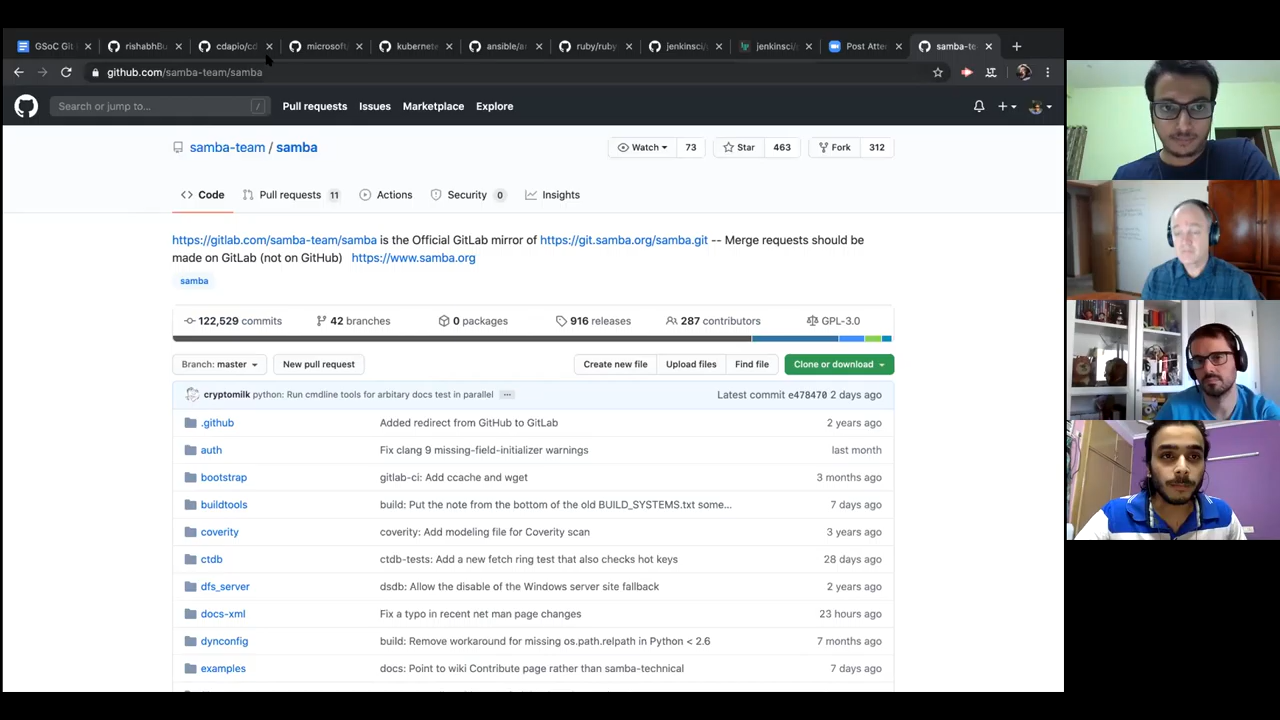 GSoC Git
rishabhBu
cdapio/cd
microsoft/
kubernete
ansible/a
ruby/ruby
jenkinsci/
jenkinsci/
Post Atte
samba-te
github.com/samba-team/samba
Search or jump to... /
Pull requests Issues Marketplace Explore
samba-team / samba
Watch 73 Star 463 Fork 312
Code Pull requests 11 Actions Security 0 Insights
https://gitlab.com/samba-team/samba is the Official GitLab mirror of https://git.samba.org/samba.git -- Merge requests should be
made on GitLab (not on GitHub) https://www.samba.org
samba
122,529 commits 42 branches 0 packages 916 releases 287 contributors GPL-3.0
Branch: master New pull request Create new file Upload files Find file Clone or download
cryptomilk python: Run cmdline tools for arbitary docs test in parallel ... Latest commit e478470 2 days ago
.github Added redirect from GitHub to GitLab 2 years ago
auth Fix clang 9 missing-field-initializer warnings last month
bootstrap gitlab-ci: Add ccache and wget 3 months ago
buildtools build: Put the note from the bottom of the old BUILD_SYSTEMS.txt some... 7 days ago
coverity coverity: Add modeling file for Coverity scan 3 years ago
ctdb ctdb-tests: Add a new fetch ring test that also checks hot keys 28 days ago
dfs_server dsdb: Allow the disable of the Windows server site fallback 2 years ago
docs-xml Fix a typo in recent net man page changes 23 hours ago
dynconfig build: Remove workaround for missing os.path.relpath in Python < 2.6 7 months ago
examples docs: Point to wiki Contribute page rather than samba-technical 7 days ago